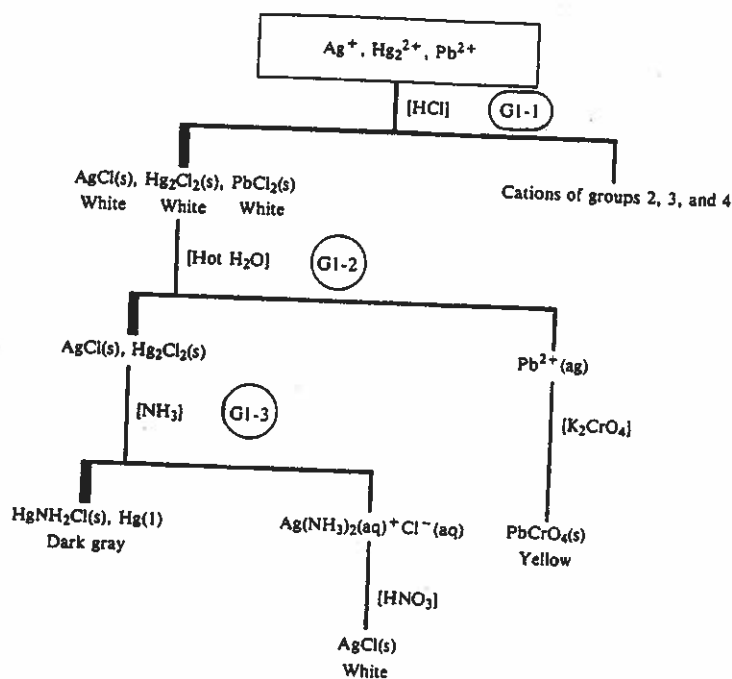 Ag⁺, Hg₂²⁺, Pb²⁺
[HCl] G1-1
AgCl(s), Hg₂Cl₂(s), PbCl₂(s)
White White White
Cations of groups 2, 3, and 4
[Hot H₂O] G1-2
AgCl(s), Hg₂Cl₂(s)
Pb²⁺(ag)
[NH₃] G1-3
[K₂CrO₄]
HgNH₂Cl(s), Hg(1)
Dark gray
Ag(NH₃)₂(aq)⁺Cl⁻(aq)
PbCrO₄(s)
Yellow
[HNO₃]
AgCl(s)
White